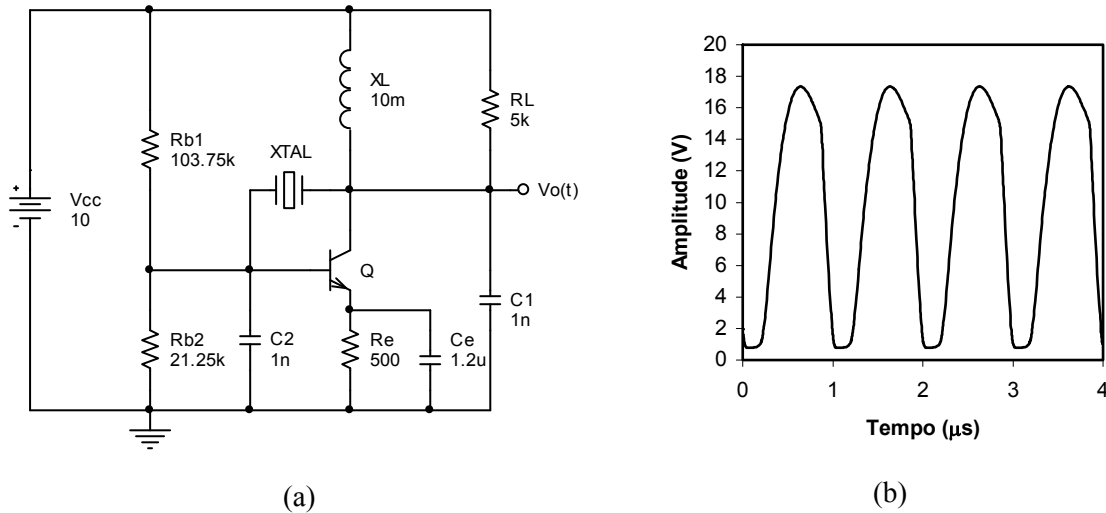 XL
10m
RL
5k
Rb1
103.75k
XTAL
Vo(t)
+
Vcc
10
-
Q
C1
1n
Rb2
21.25k
C2
1n
Re
500
Ce
1.2u
(a)
Amplitude (V)
20
18
16
14
12
10
8
6
4
2
0
0 1 2 3 4
Tempo (μs)
(b)